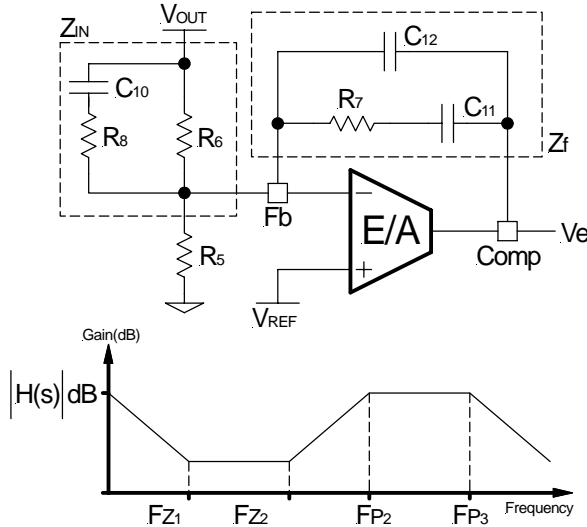 VOUT
ZIN
C10
R8
R6
C12
R7
C11
Zf
Fb
−
E/A
+
Comp
Ve
R5
VREF
Gain(dB)
|H(s)| dB
FZ1
FZ2
FP2
FP3
Frequency